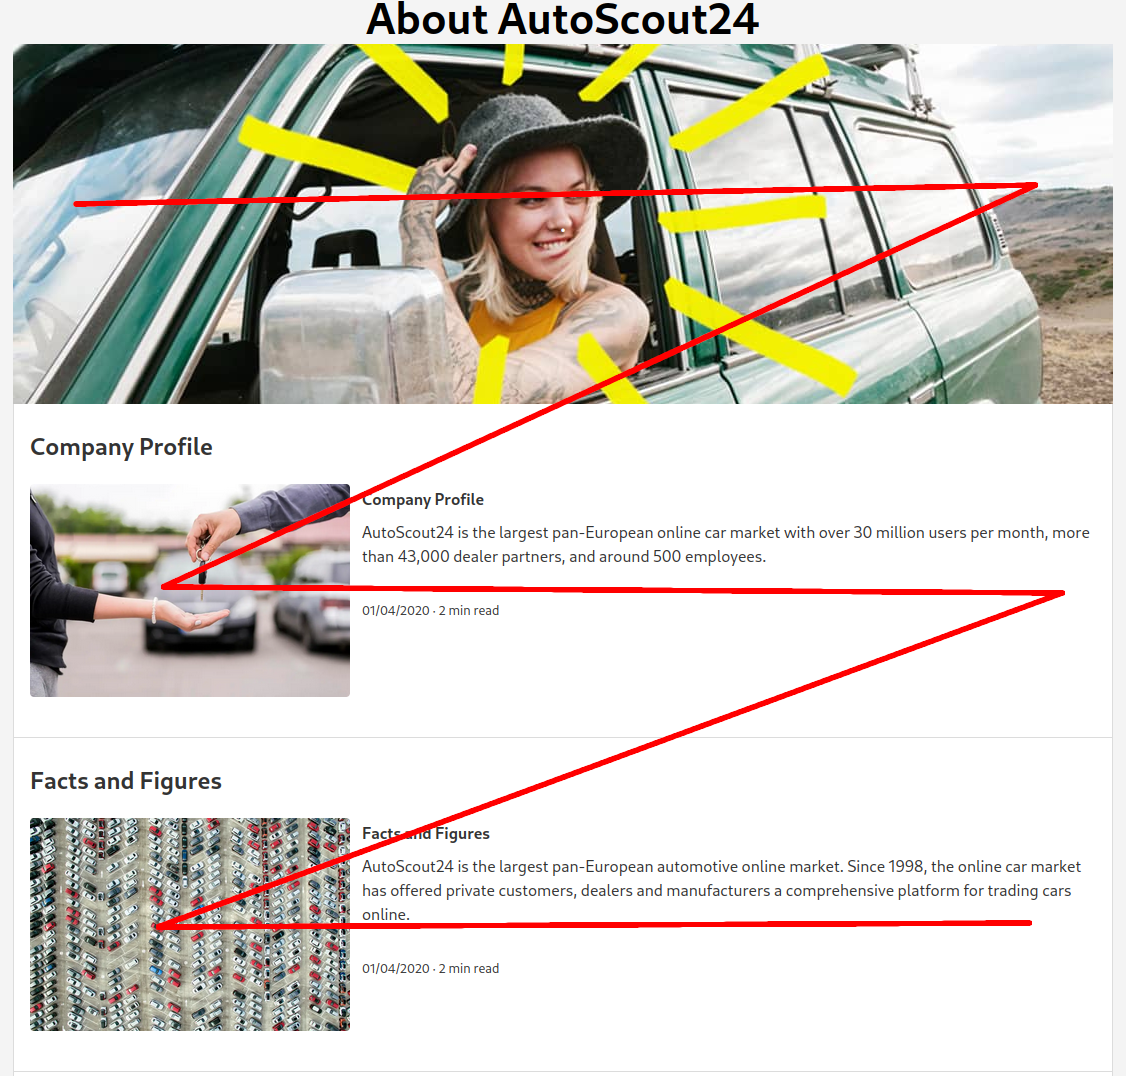 About AutoScout24
Company Profile
Company Profile
AutoScout24 is the largest pan-European online car market with over 30 million users per month, more
than 43,000 dealer partners, and around 500 employees.
01/04/2020 · 2 min read
Facts and Figures
Facts and Figures
AutoScout24 is the largest pan-European automotive online market. Since 1998, the online car market
has offered private customers, dealers and manufacturers a comprehensive platform for trading cars
online.
01/04/2020 · 2 min read